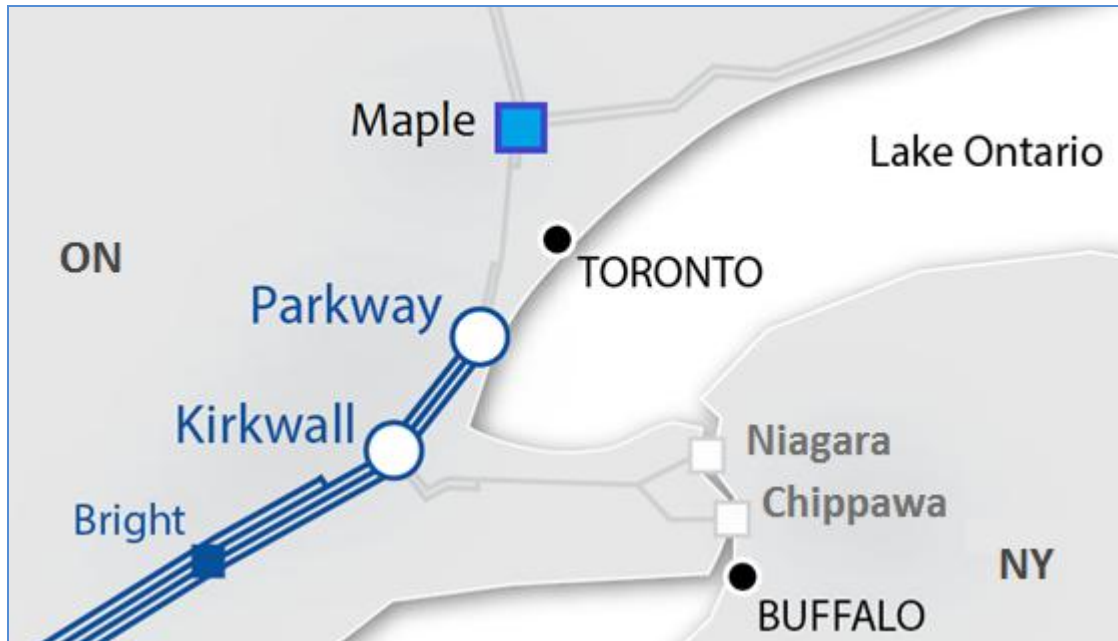 Maple
Lake Ontario
ON
TORONTO
Parkway
Kirkwall
Niagara
Chippawa
Bright
NY
BUFFALO